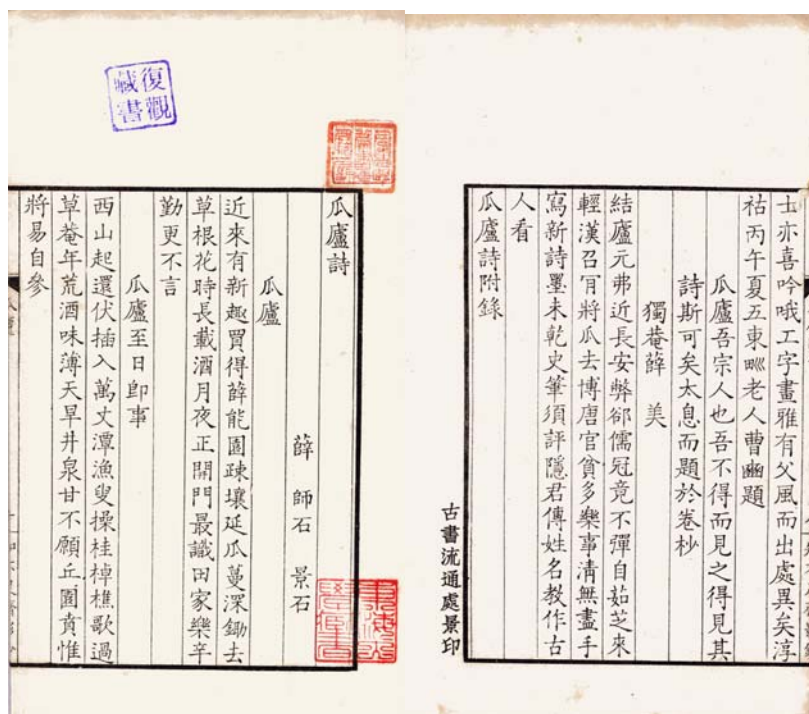 士亦喜吟哦工字畫雅有父風而出處異矣淳
祐丙午夏五東甽老人曹豳題
瓜廬吾宗人也吾不得而見之得見其
詩斯可矣太息而題於卷杪
獨菴薛 美
結廬元弗近長安弊卻儒冠竟不彈自茹芝來
輕漢召肎將瓜去博唐官貧多樂事清無盡手
寫新詩墨未乾史筆須評隱君傳姓名教作古
人看
瓜廬詩附錄
古書流通處景印
瓜廬詩
薛 師石 景石
瓜廬
近來有新趣買得薛能園踈壤延瓜蔓深鋤去
草根花時長載酒月夜正開門最識田家樂辛
勤更不言
瓜廬至日卽事
西山起還伏插入萬丈潭漁叟操桂棹樵歌過
草菴年荒酒味薄天旱井泉甘不願丘園賁惟
將易自參
復觀
藏書